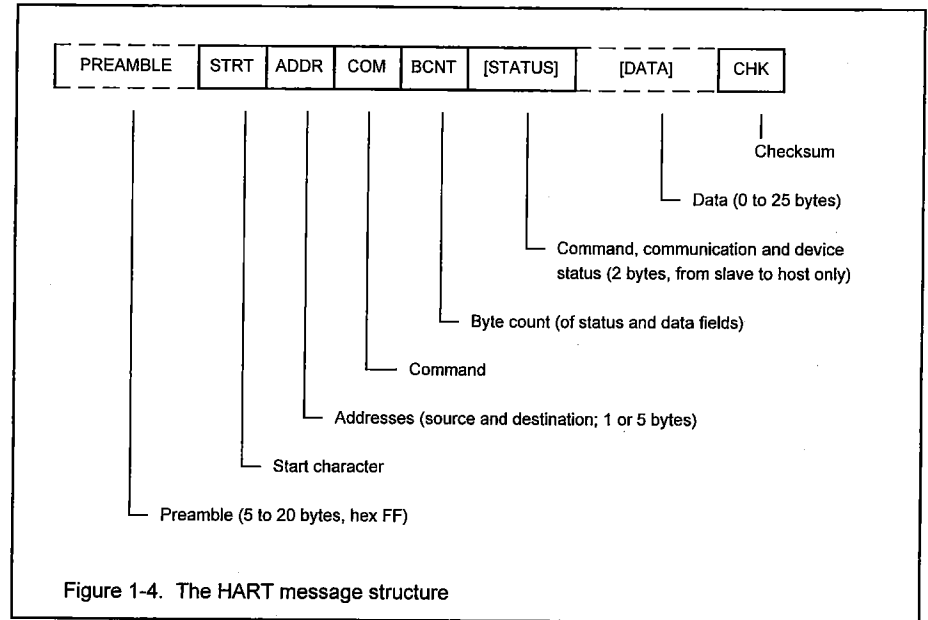 PREAMBLE STRT ADDR COM BCNT [STATUS] [DATA] CHK
Checksum
Data (0 to 25 bytes)
Command, communication and device
status (2 bytes, from slave to host only)
Byte count (of status and data fields)
Command
Addresses (source and destination; 1 or 5 bytes)
Start character
Preamble (5 to 20 bytes, hex FF)
Figure 1-4. The HART message structure